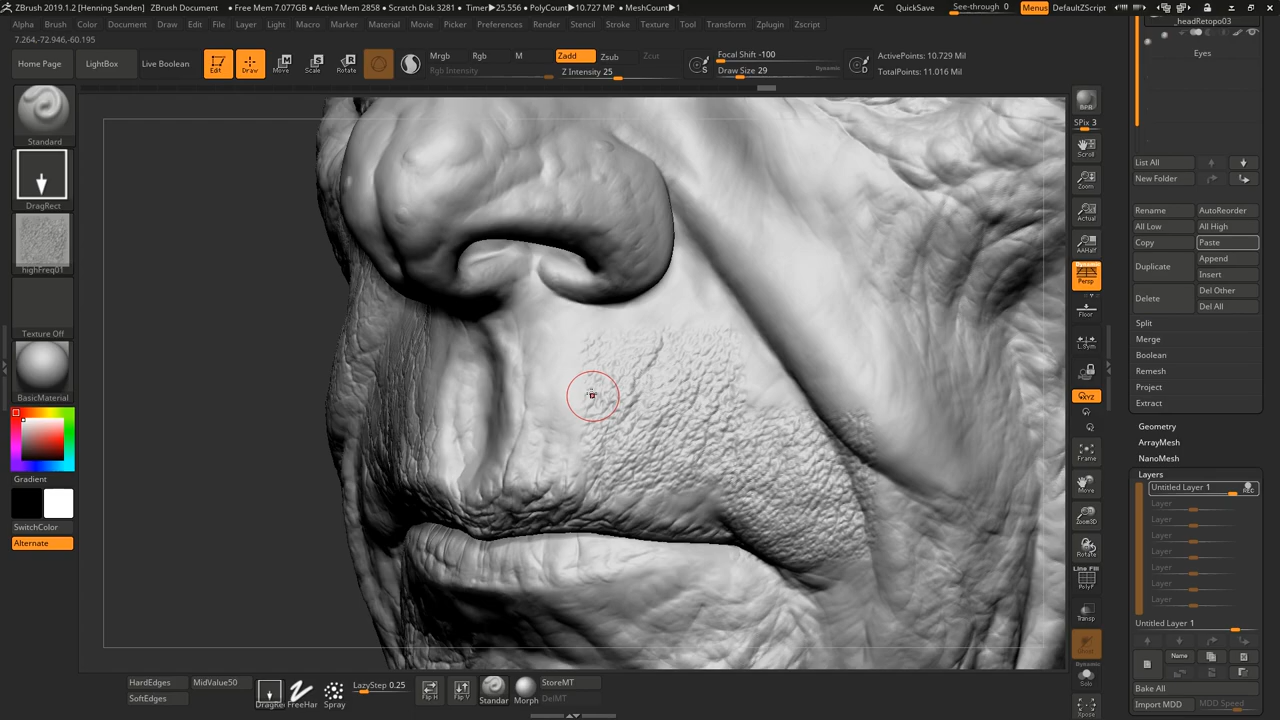 ZBrush 2019.1.2 [Henning Sanden]
ZBrush Document
• Free Mem 7.077GB • Active Mem 2858 • Scratch Disk 3281 • Timer▶25.556 • PolyCount▶10.727 MP • MeshCount▶1
AC
QuickSave
See-through 0
Menus
DefaultZScript
Alpha
Brush
Color
Document
Draw
Edit
File
Layer
Light
Macro
Marker
Material
Movie
Picker
Preferences
Render
Stencil
Stroke
Texture
Tool
Transform
Zplugin
Zscript
7.264,-72.946,-60.195
Home Page
LightBox
Live Boolean
Edit
Draw
Move
Scale
Rotate
Mrgb
Rgb
M
Zadd
Zsub
Zcut
Rgb Intensity
Z Intensity 25
Focal Shift -100
Draw Size 29
Dynamic
S
D
ActivePoints: 10.729 Mil
TotalPoints: 11.016 Mil
_headRetopo03
Eyes
Standard
DragRect
highFreq01
Texture Off
BasicMaterial
Gradient
SwitchColor
Alternate
BPR
SPix 3
Scroll
Zoom
Actual
AAHalf
Dynamic
Persp
Floor
L.Sym
XYZ
Frame
Move
Zoom3D
Rotate
Line Fill
PolyF
Transp
Ghost
Dynamic
Solo
Xpose
List All
New Folder
Rename
AutoReorder
All Low
All High
Copy
Paste
Duplicate
Append
Insert
Delete
Del Other
Del All
Split
Merge
Boolean
Remesh
Project
Extract
Geometry
ArrayMesh
NanoMesh
Layers
Untitled Layer 1
REC
Layer
Layer
Layer
Layer
Layer
Layer
Layer
Untitled Layer 1
Name
Bake All
Import MDD
MDD Speed
HardEdges
SoftEdges
MidValue50
DragRe
FreeHar
Spray
LazyStep 0.25
Flip H
Flip V
Standar
Morph
StoreMT
DelMT